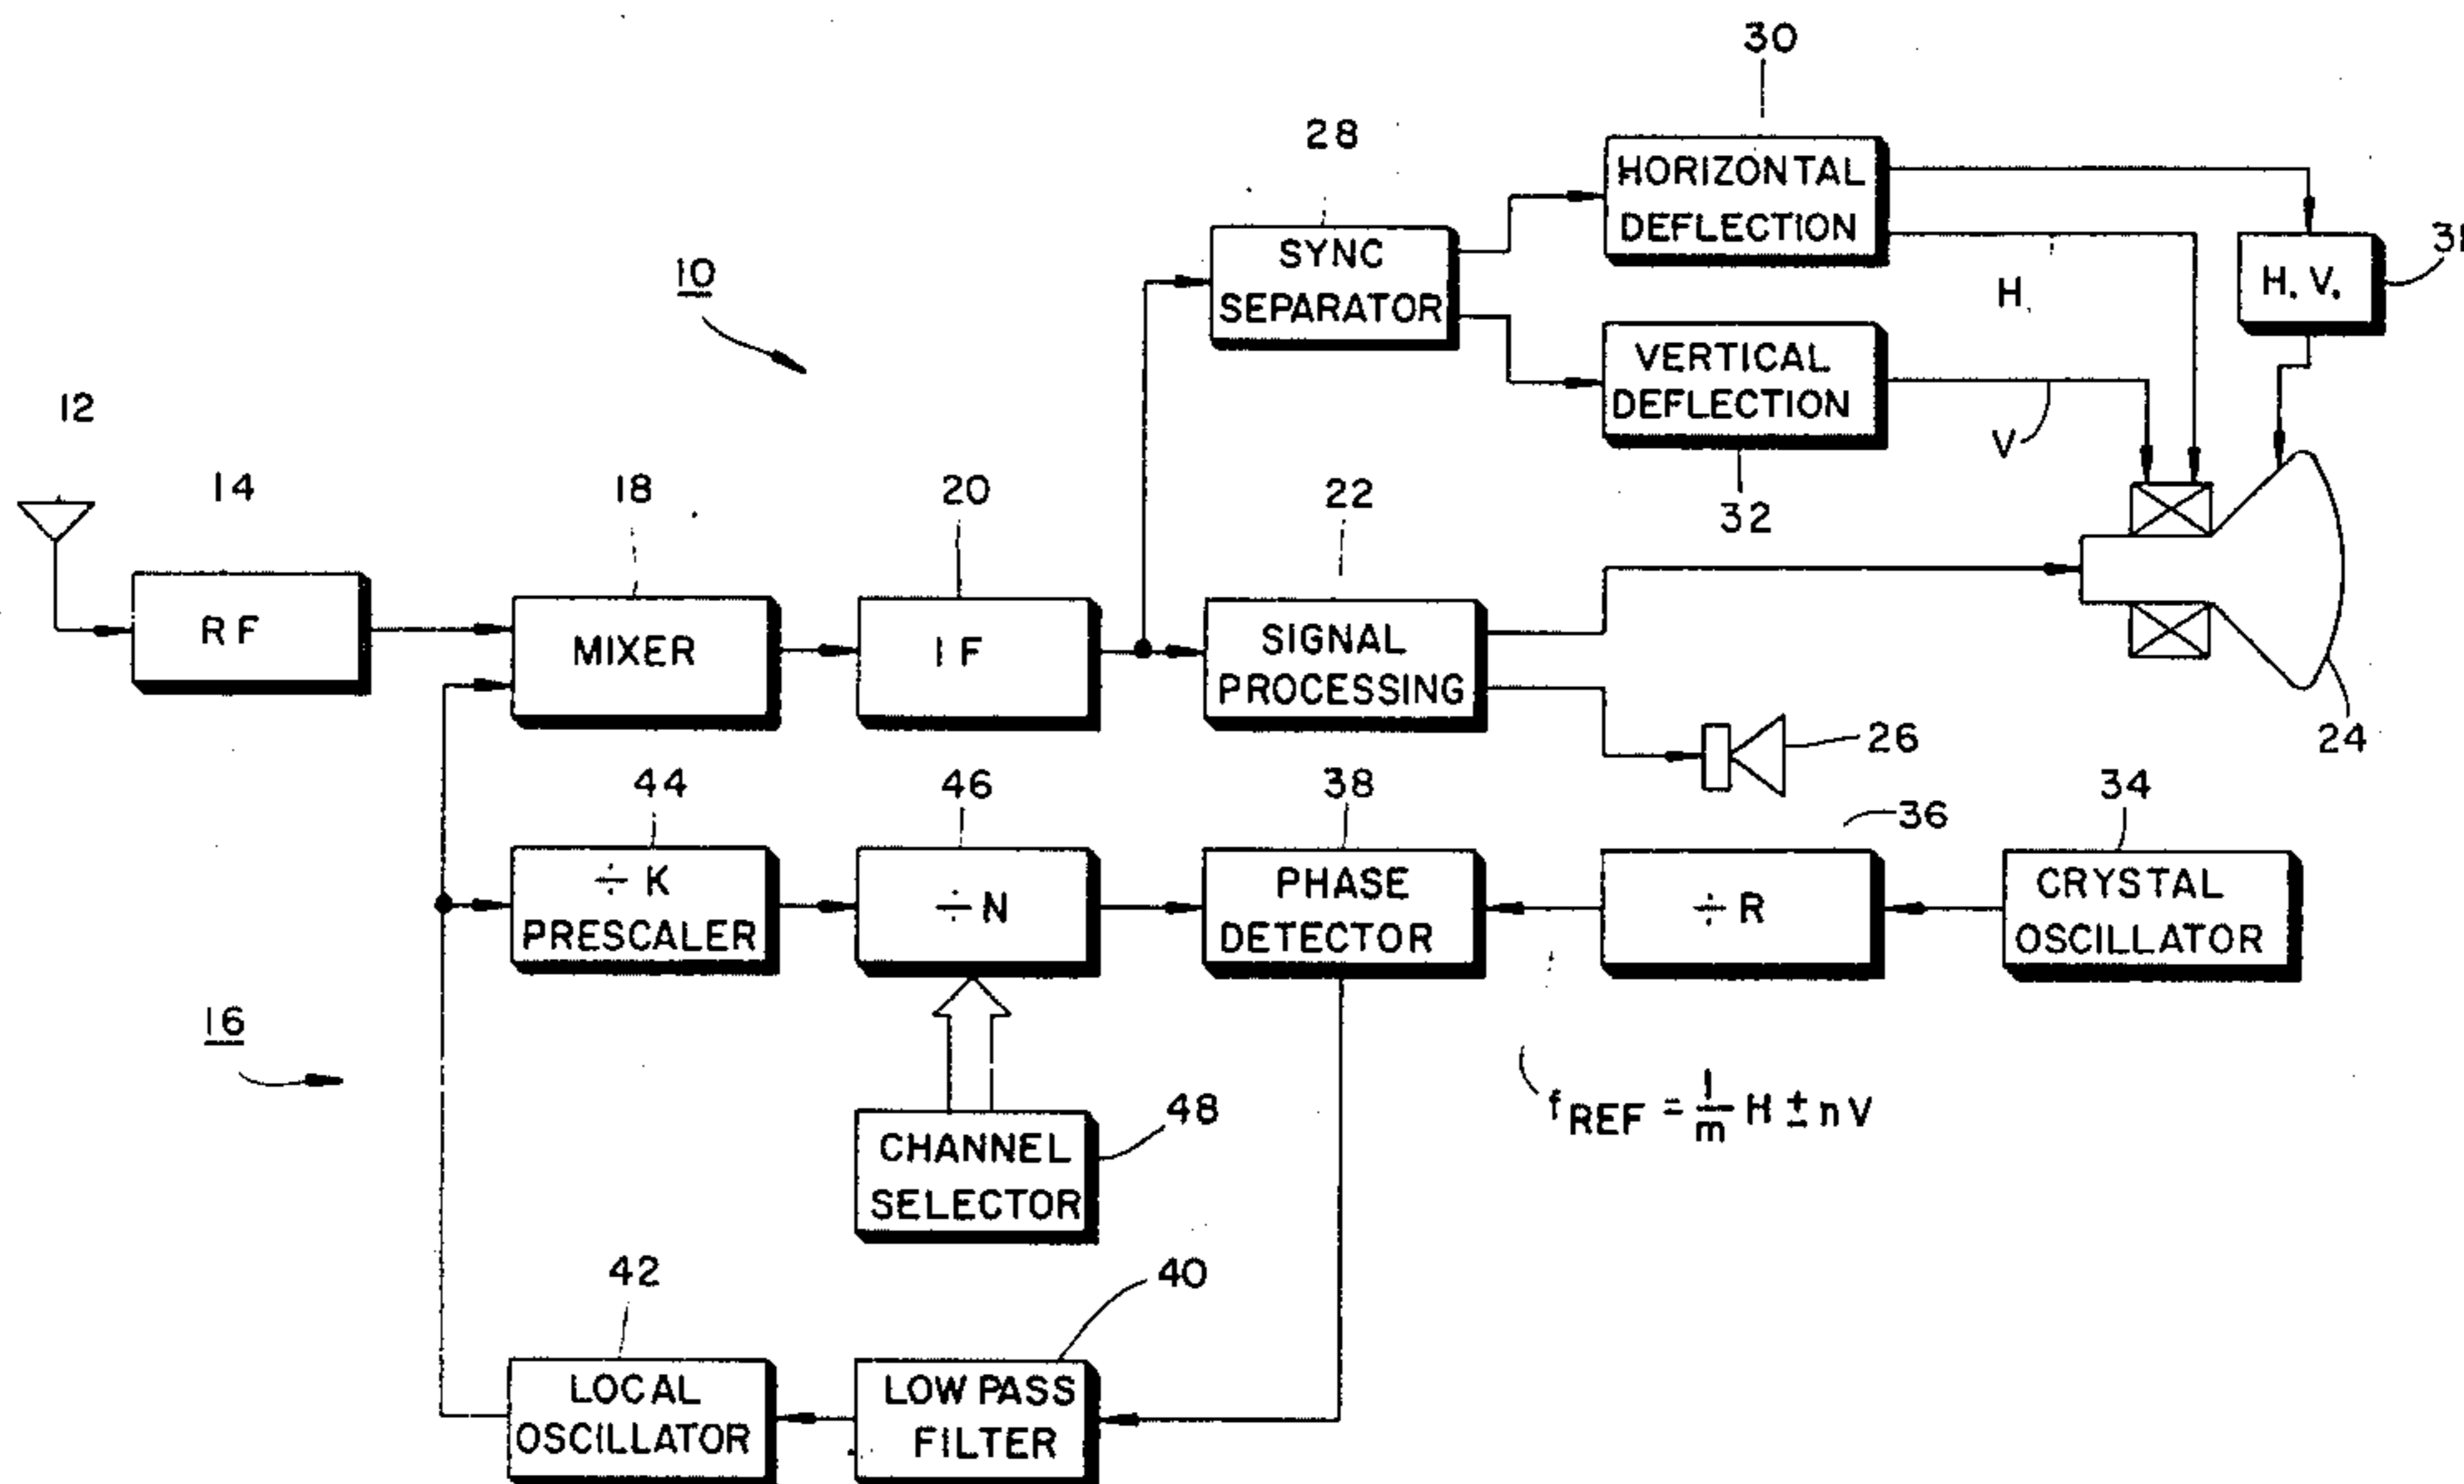 30
28
HORIZONTAL
DEFLECTION
SYNC
SEPARATOR
H
H. V.
10
VERTICAL
DEFLECTION
V
32
12
14
18
20
22
RF
MIXER
IF
SIGNAL
PROCESSING
24
26
44
46
38
36
34
÷ K
PRESCALER
÷ N
PHASE
DETECTOR
÷ R
CRYSTAL
OSCILLATOR
16
f REF = 1/m H ± nV
48
CHANNEL
SELECTOR
42
40
LOCAL
OSCILLATOR
LOW PASS
FILTER